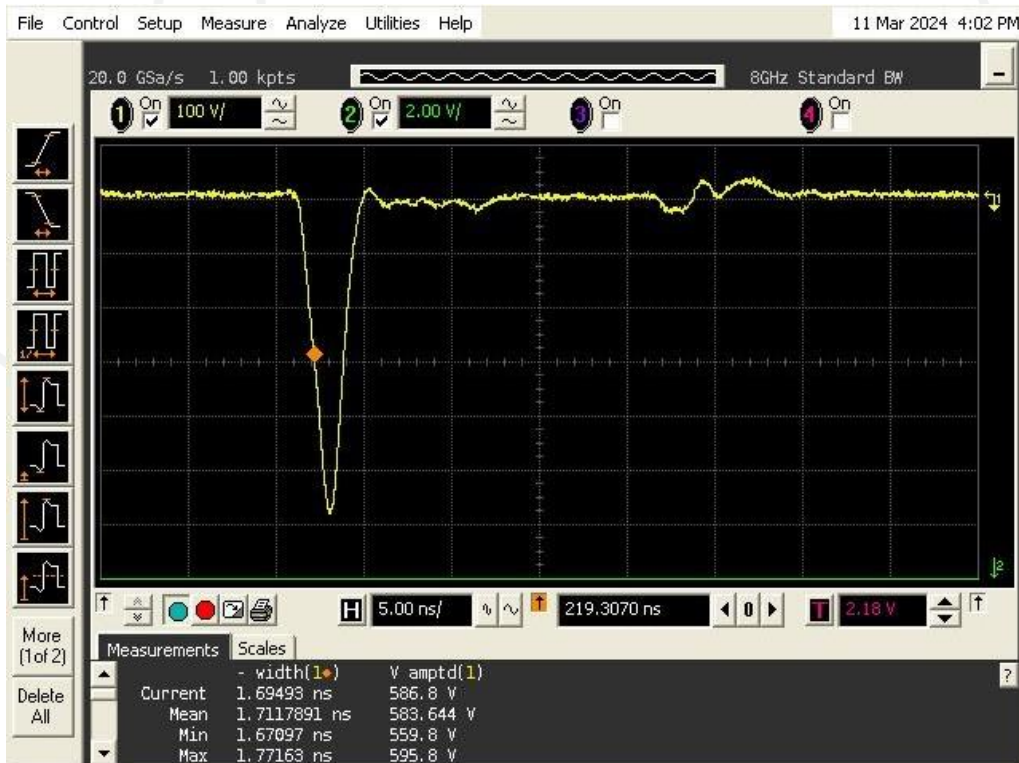 File Control Setup Measure Analyze Utilities Help 11 Mar 2024 4:02 PM
20.0 GSa/s 1.00 kpts 8GHz Standard BW
1 On 100 V/ 2 On 2.00 V/ 3 On 4 On
1
2
H 5.00 ns/ 219.3070 ns 0 T 2.18 V
More
(1of 2)
Delete
All
Measurements Scales
- width(1♦) V amptd(1)
Current 1.69493 ns 586.8 V
Mean 1.7117891 ns 583.644 V
Min 1.67097 ns 559.8 V
Max 1.77163 ns 595.8 V
?